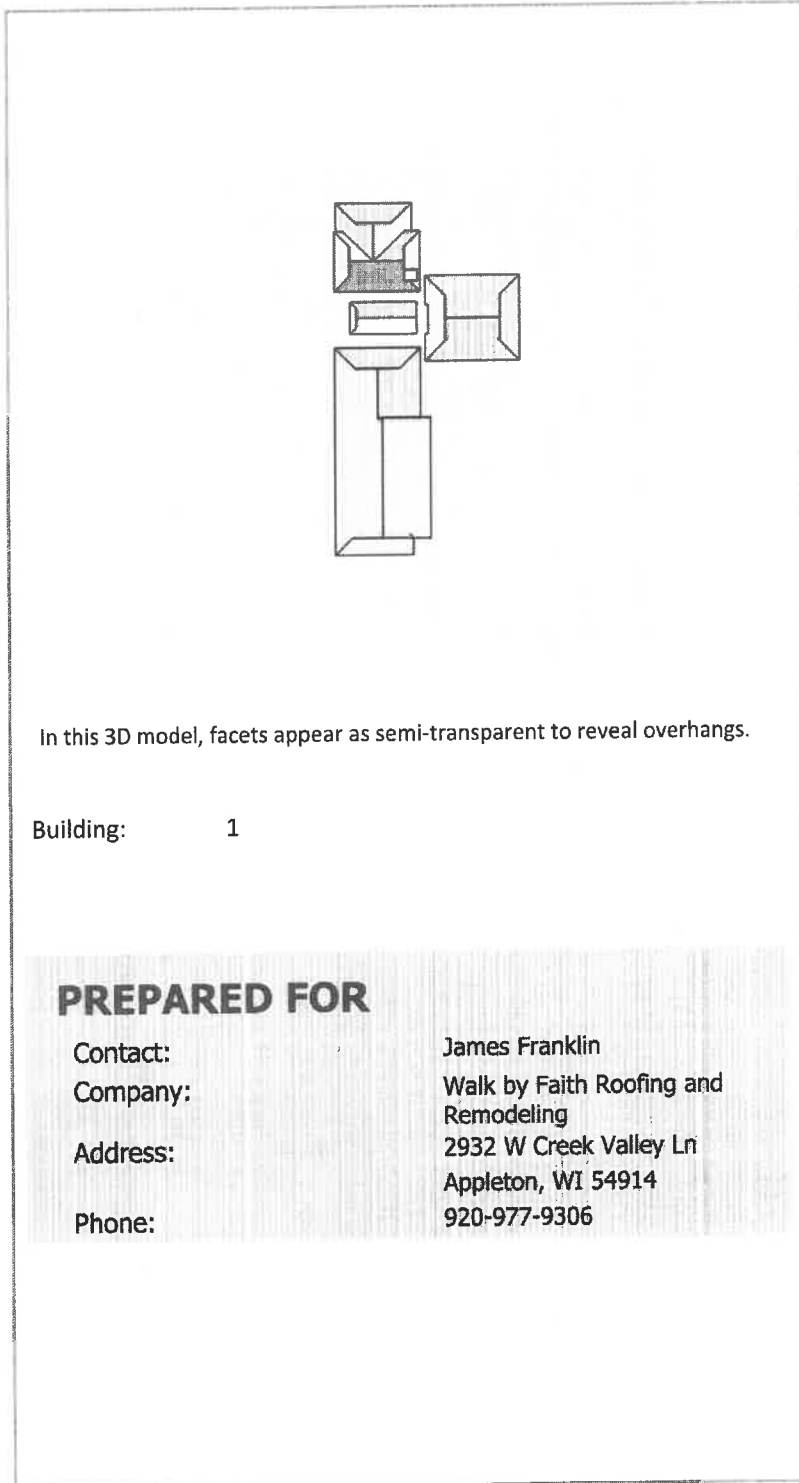 In this 3D model, facets appear as semi-transparent to reveal overhangs.
Building: 1
PREPARED FOR
Contact: James Franklin
Company: Walk by Faith Roofing and
Remodeling
Address: 2932 W Creek Valley Ln
Appleton, WI 54914
Phone: 920-977-9306